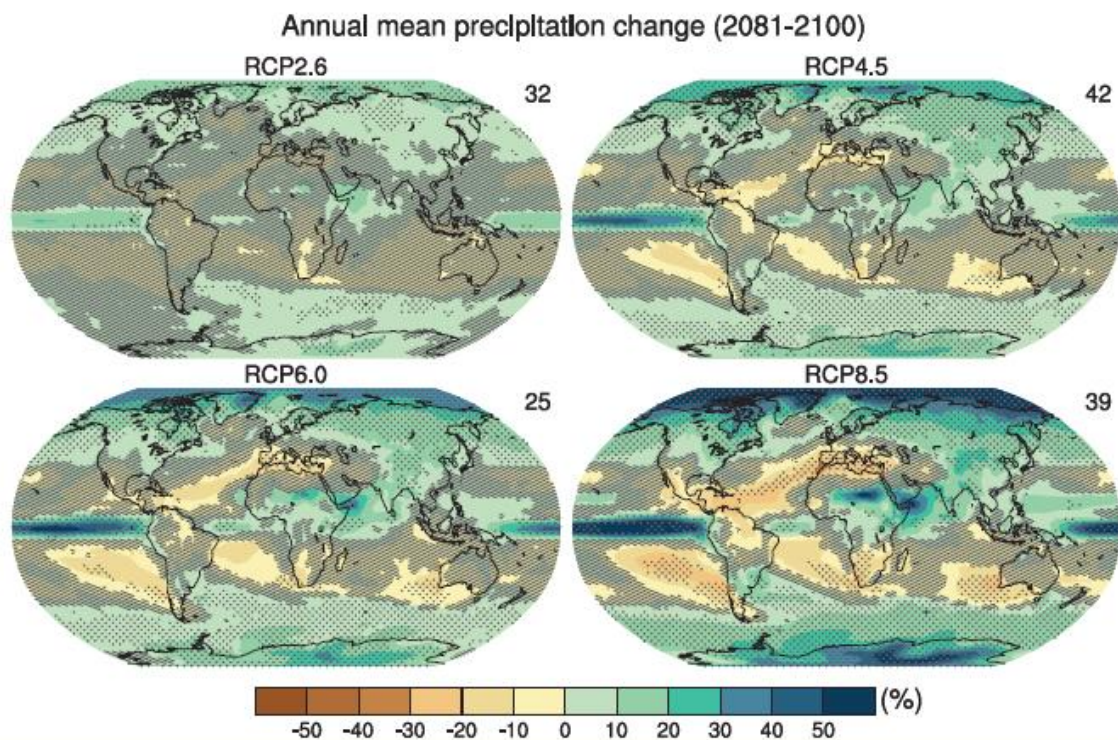 Annual mean precipitation change (2081-2100)
RCP2.6
32
RCP4.5
42
RCP6.0
25
RCP8.5
39
(%)
-50 -40 -30 -20 -10 0 10 20 30 40 50